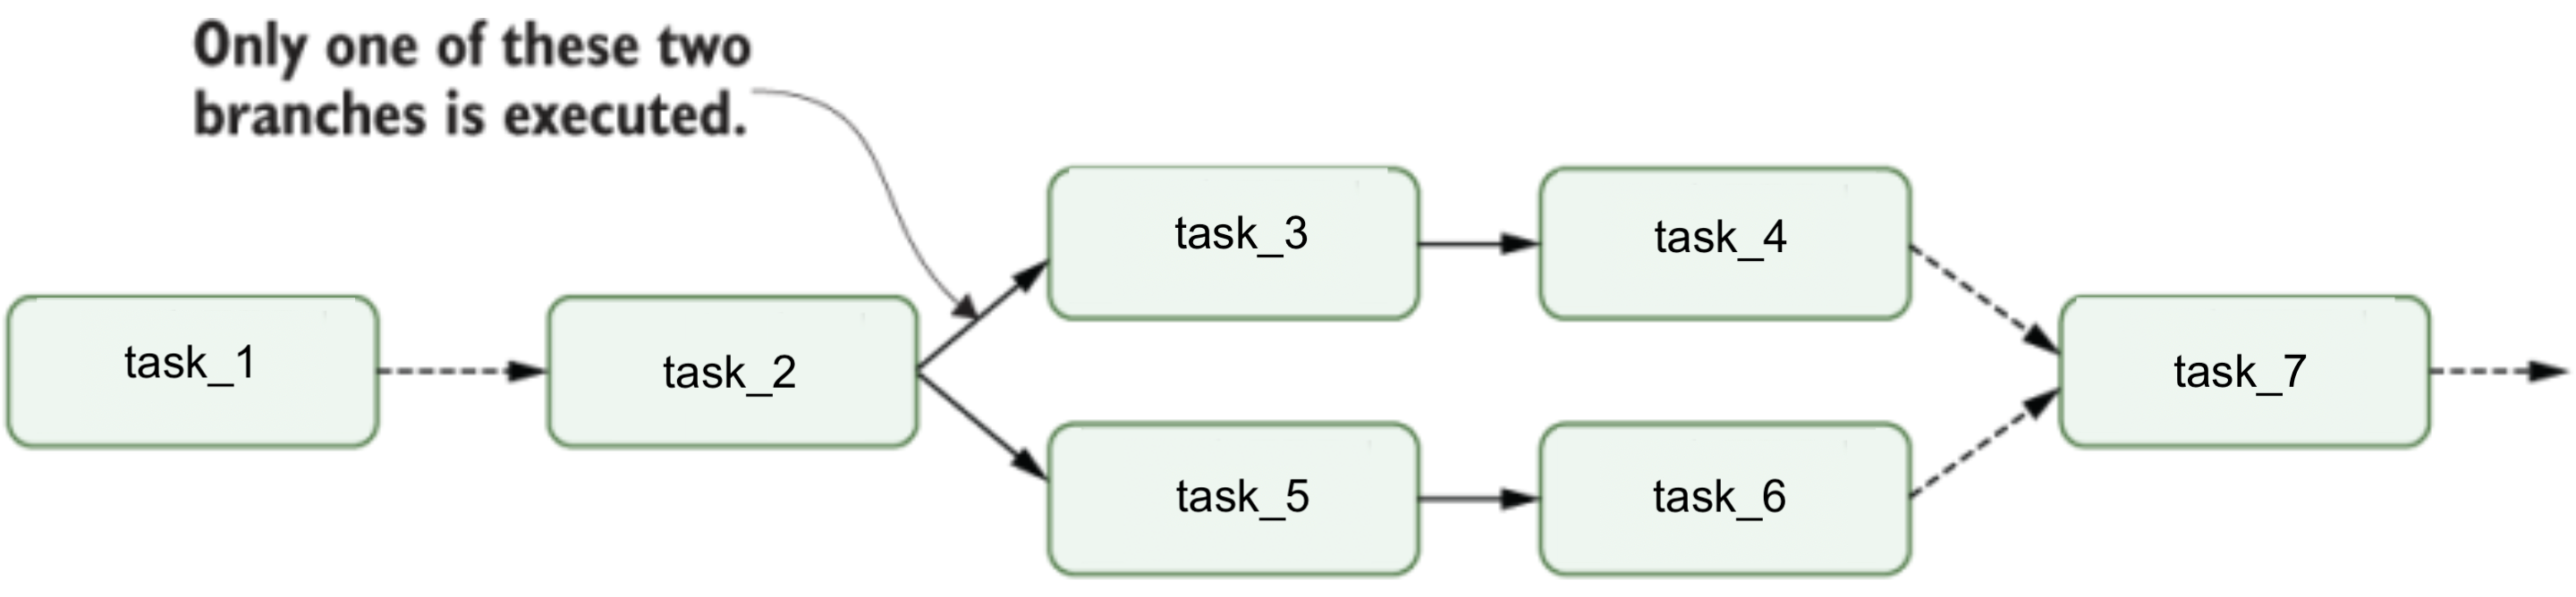 Only one of these two
branches is executed.
task_1
task_2
task_3
task_4
task_5
task_6
task_7